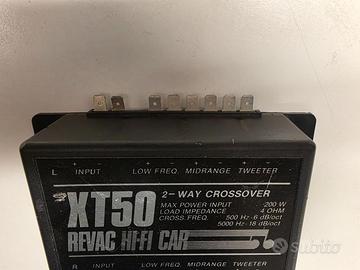 L INPUT LOW FREQ. MIDRANGE TWEETER
- + - + - + - +
XT50
2-WAY CROSSOVER
MAX POWER INPUT 200 W
LOAD IMPEDANCE 4 OHM
CROSS. FREQ. 500 Hz·6 dB/oct
5000 Hz·18 dB/oct
REVAC HI-FI CAR
R INPUT LOW FREQ. MIDRANGE TWEETER
subito